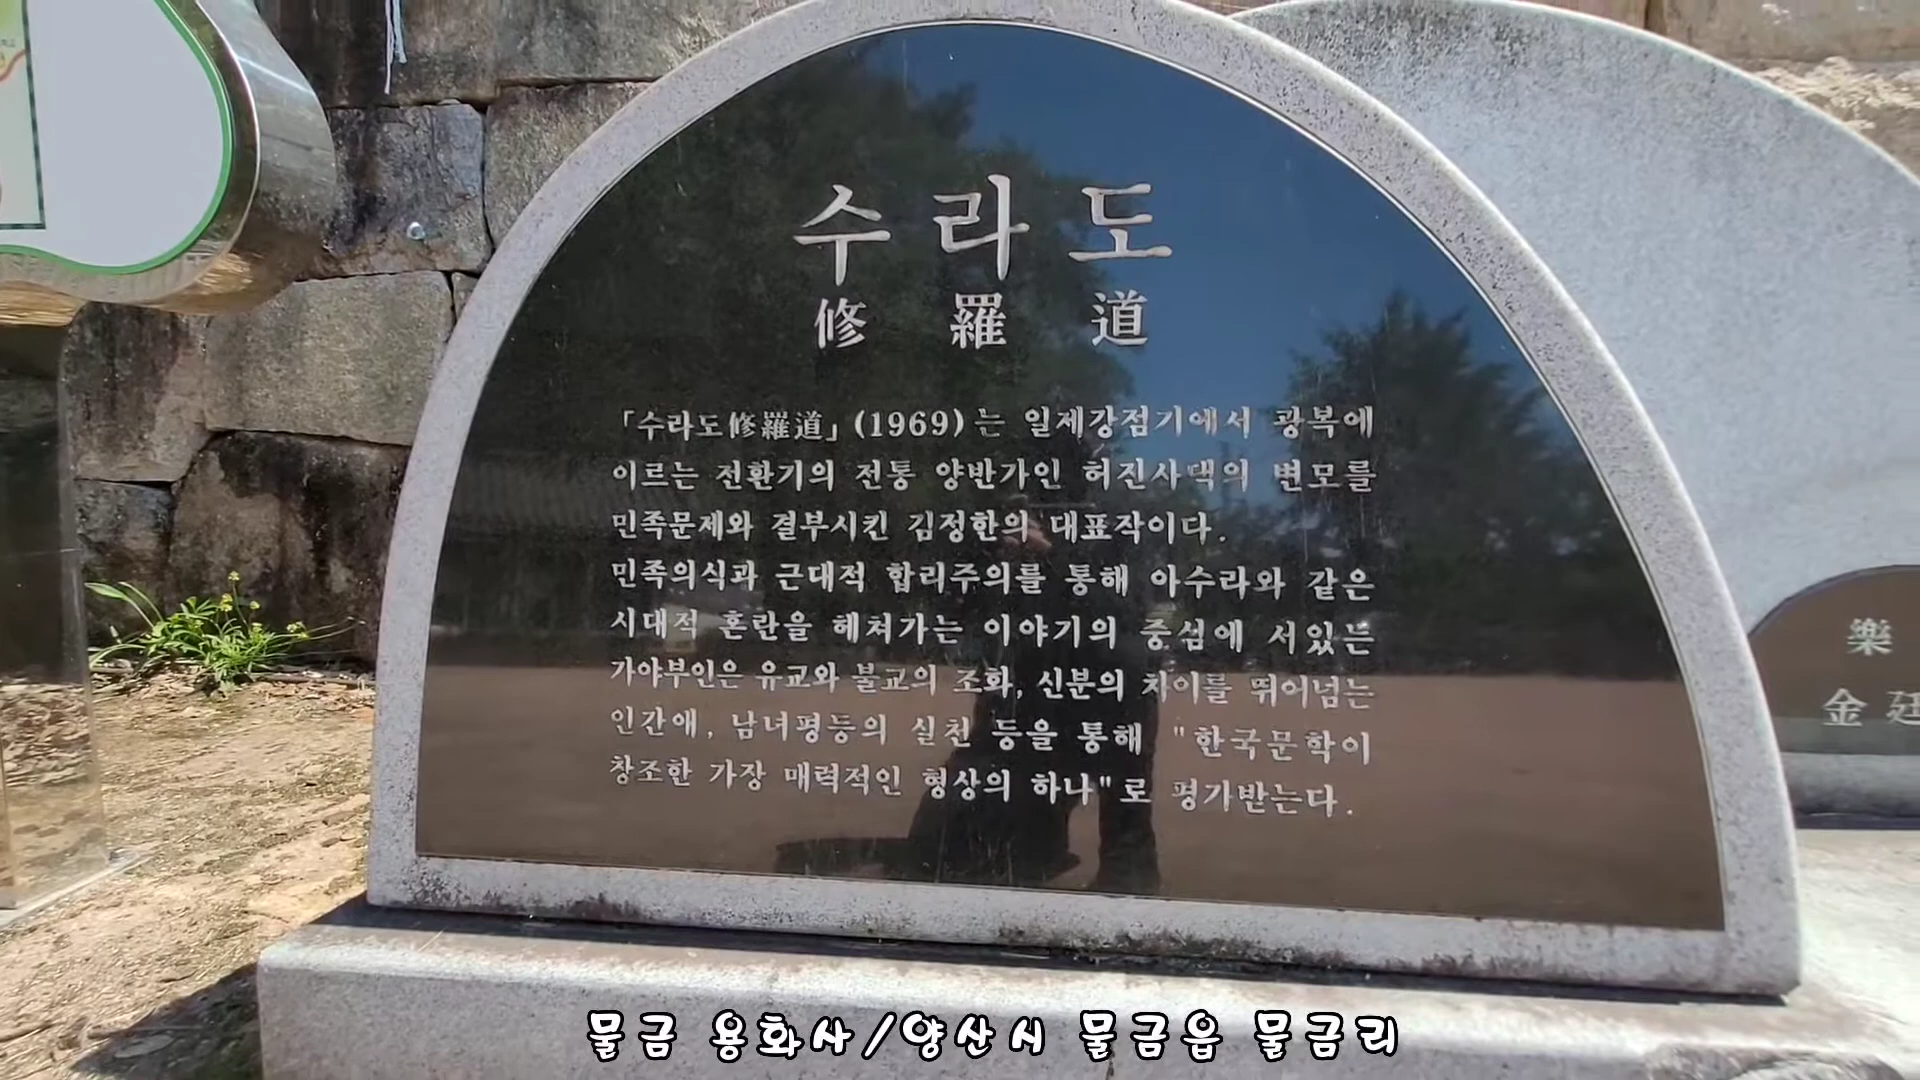 수라도
修羅道
「수라도修羅道」(1969)는 일제강점기에서 광복에
이르는 전환기의 전통 양반가인 허진사댁의 변모를
민족문제와 결부시킨 김정한의 대표작이다.
민족의식과 근대적 합리주의를 통해 아수라와 같은
시대적 혼란을 헤쳐가는 이야기의 중심에 서있는
가야부인은 유교와 불교의 조화, 신분의 차이를 뛰어넘는
인간애, 남녀평등의 실천 등을 통해 "한국문학이
창조한 가장 매력적인 형상의 하나"로 평가받는다.
樂
金廷
물금 용화사/양산시 물금읍 물금리